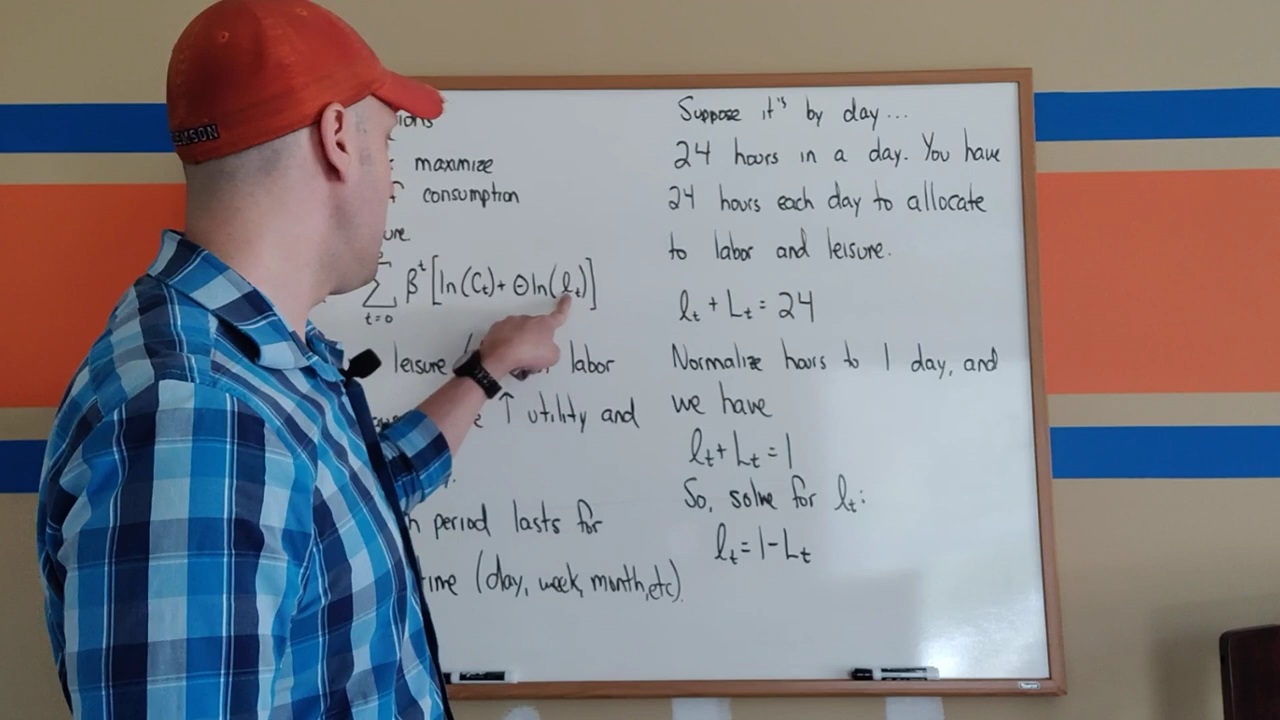 maximize
consumption
∑ β^t [ln(C_t) + Θln(ℓ_t)]
t=0
leisure labor
↑ utility and
period lasts for
(day, week, month, etc).
Suppose it's by day...
24 hours in a day. You have
24 hours each day to allocate
to labor and leisure.
ℓ_t + L_t = 24
Normalize hours to 1 day, and
we have
ℓ_t + L_t = 1
So, solve for ℓ_t:
ℓ_t = 1 - L_t